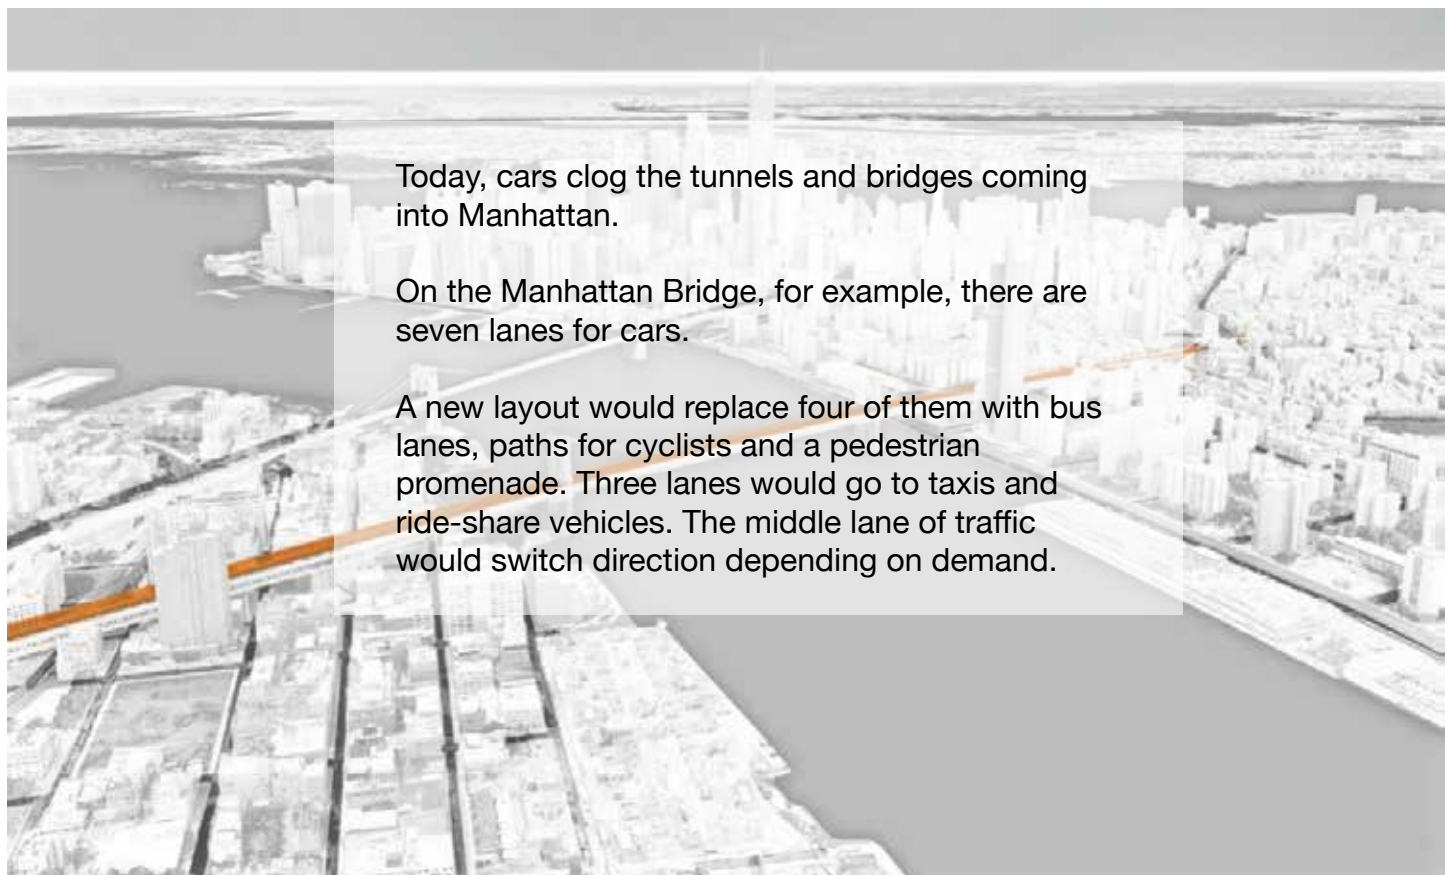 Today, cars clog the tunnels and bridges coming
into Manhattan.
On the Manhattan Bridge, for example, there are
seven lanes for cars.
A new layout would replace four of them with bus
lanes, paths for cyclists and a pedestrian
promenade. Three lanes would go to taxis and
ride-share vehicles. The middle lane of traffic
would switch direction depending on demand.